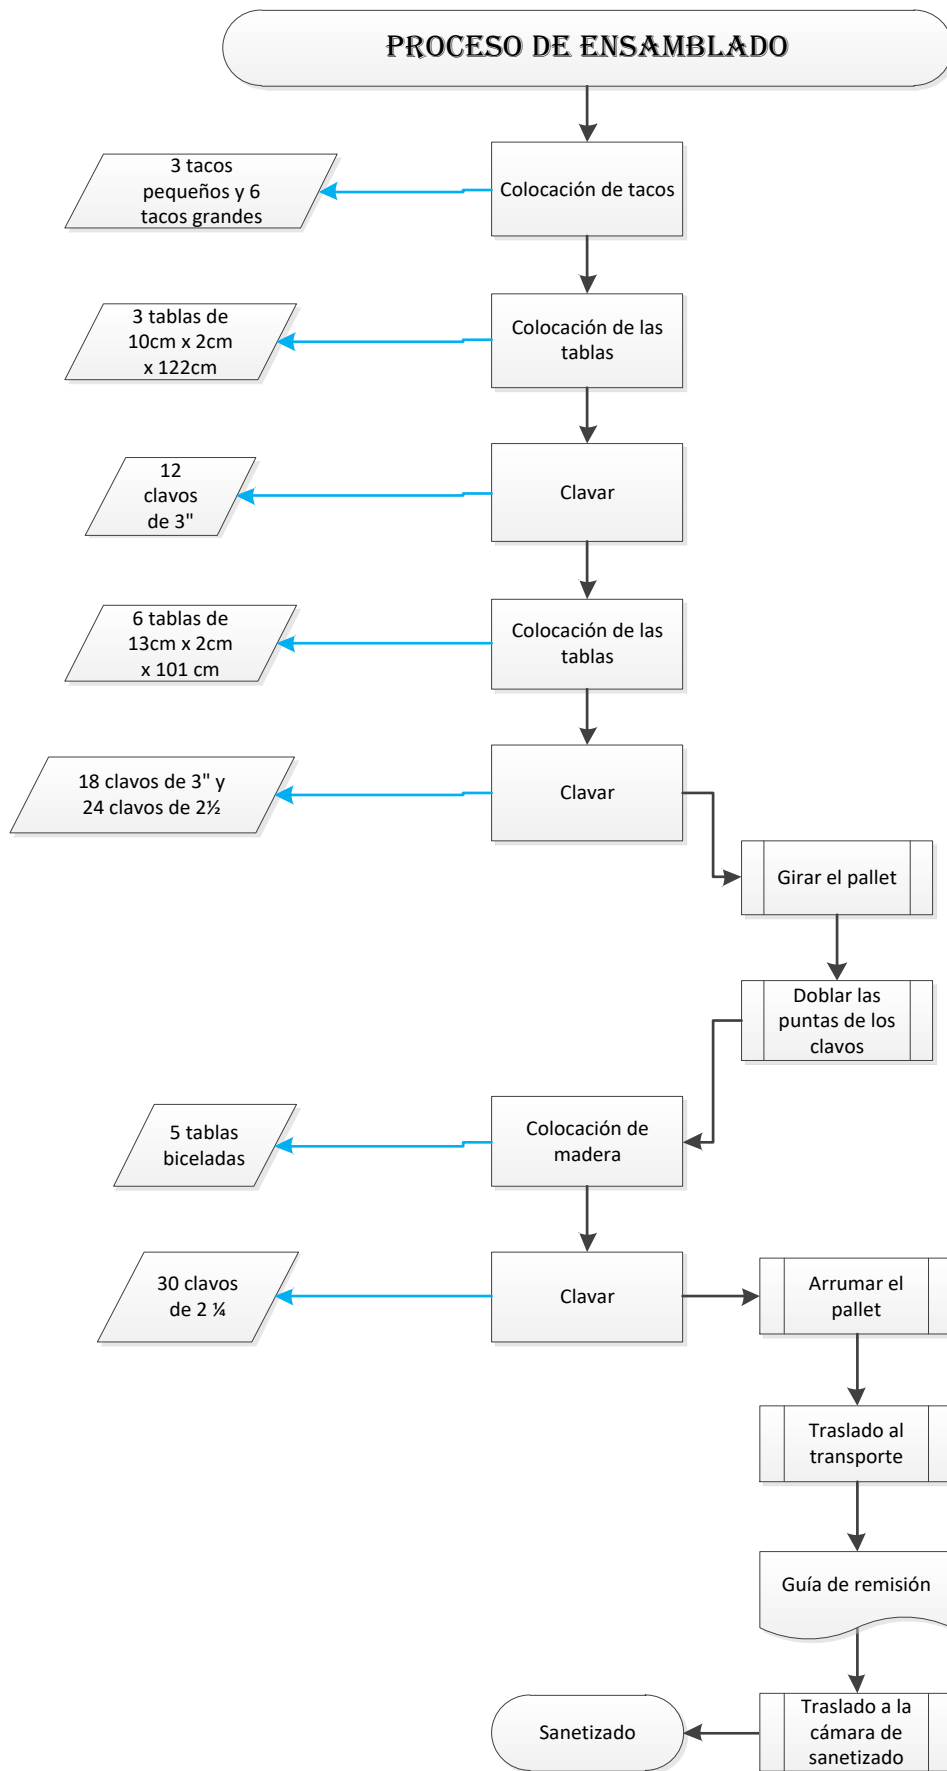 PROCESO DE ENSAMBLADO
3 tacos
pequeños y 6
tacos grandes
Colocación de tacos
3 tablas de
10cm x 2cm
x 122cm
Colocación de las
tablas
12
clavos
de 3"
Clavar
6 tablas de
13cm x 2cm
x 101 cm
Colocación de las
tablas
18 clavos de 3" y
24 clavos de 2½
Clavar
Girar el pallet
Doblar las
puntas de los
clavos
5 tablas
biceladas
Colocación de
madera
30 clavos
de 2 ¼
Clavar
Arrumar el
pallet
Traslado al
transporte
Guía de remisión
Traslado a la
cámara de
sanetizado
Sanetizado